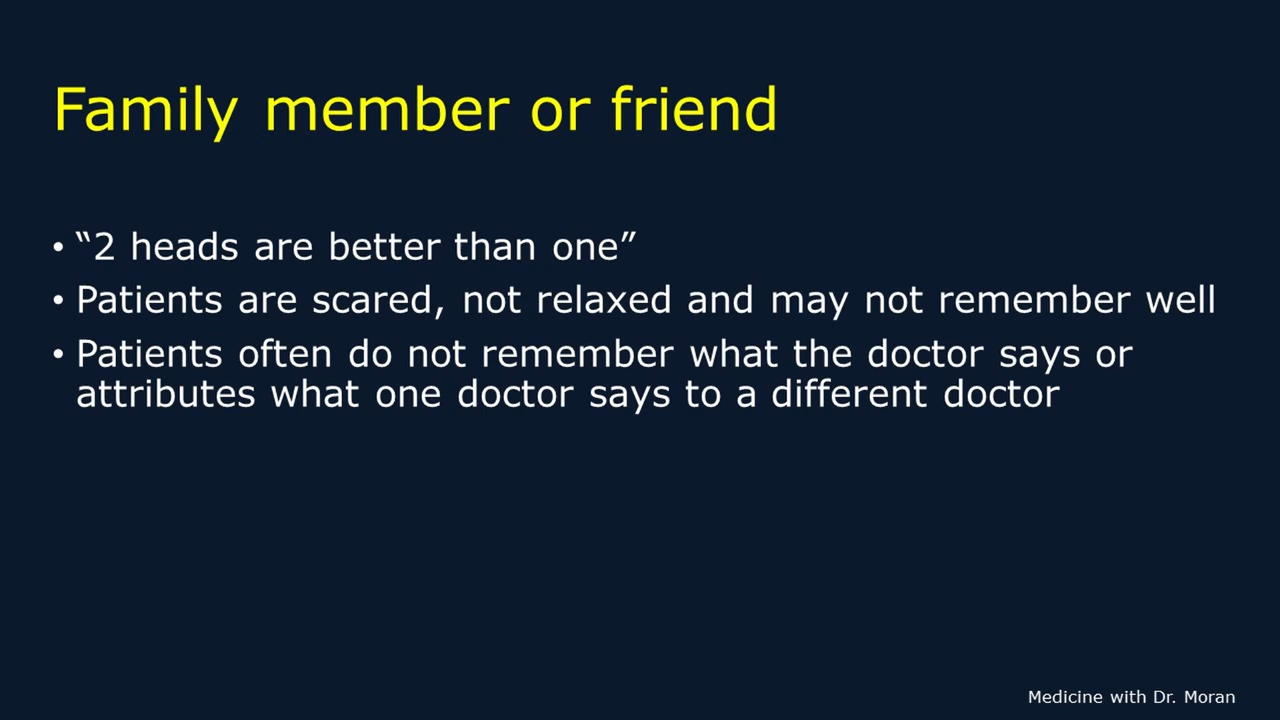 Family member or friend
• “2 heads are better than one”
• Patients are scared, not relaxed and may not remember well
• Patients often do not remember what the doctor says or
attributes what one doctor says to a different doctor
Medicine with Dr. Moran